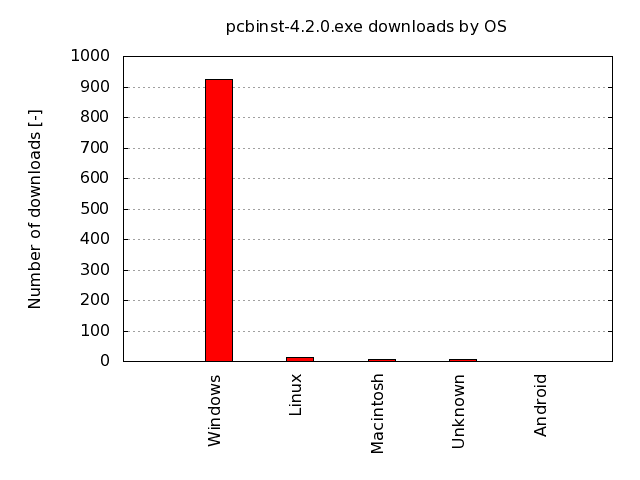 pcbinst-4.2.0.exe downloads by OS
Number of downloads [-]
1000
900
800
700
600
500
400
300
200
100
0
Windows
Linux
Macintosh
Unknown
Android